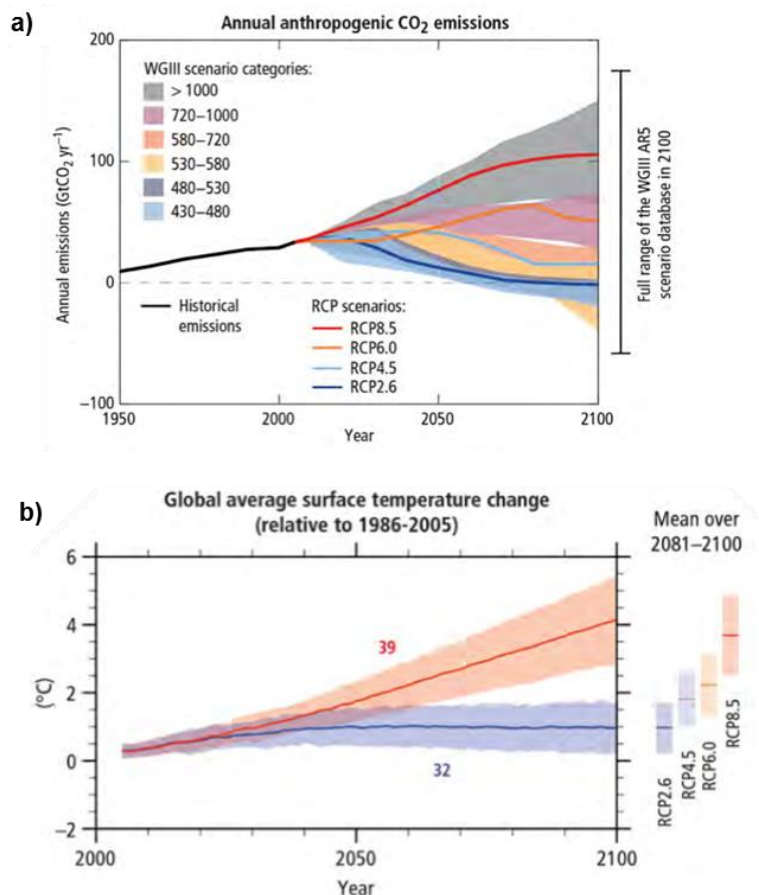 a)
Annual anthropogenic CO₂ emissions
200
100
0
−100
Annual emissions (GtCO₂ yr⁻¹)
WGIII scenario categories:
> 1000
720–1000
580–720
530–580
480–530
430–480
Historical
emissions
RCP scenarios:
RCP8.5
RCP6.0
RCP4.5
RCP2.6
1950
2000
2050
2100
Year
Full range of the WGIII AR5
scenario database in 2100
b)
Global average surface temperature change
(relative to 1986-2005)
Mean over
2081–2100
6
4
2
0
−2
(°C)
39
32
2000
2050
2100
Year
RCP2.6
RCP4.5
RCP6.0
RCP8.5